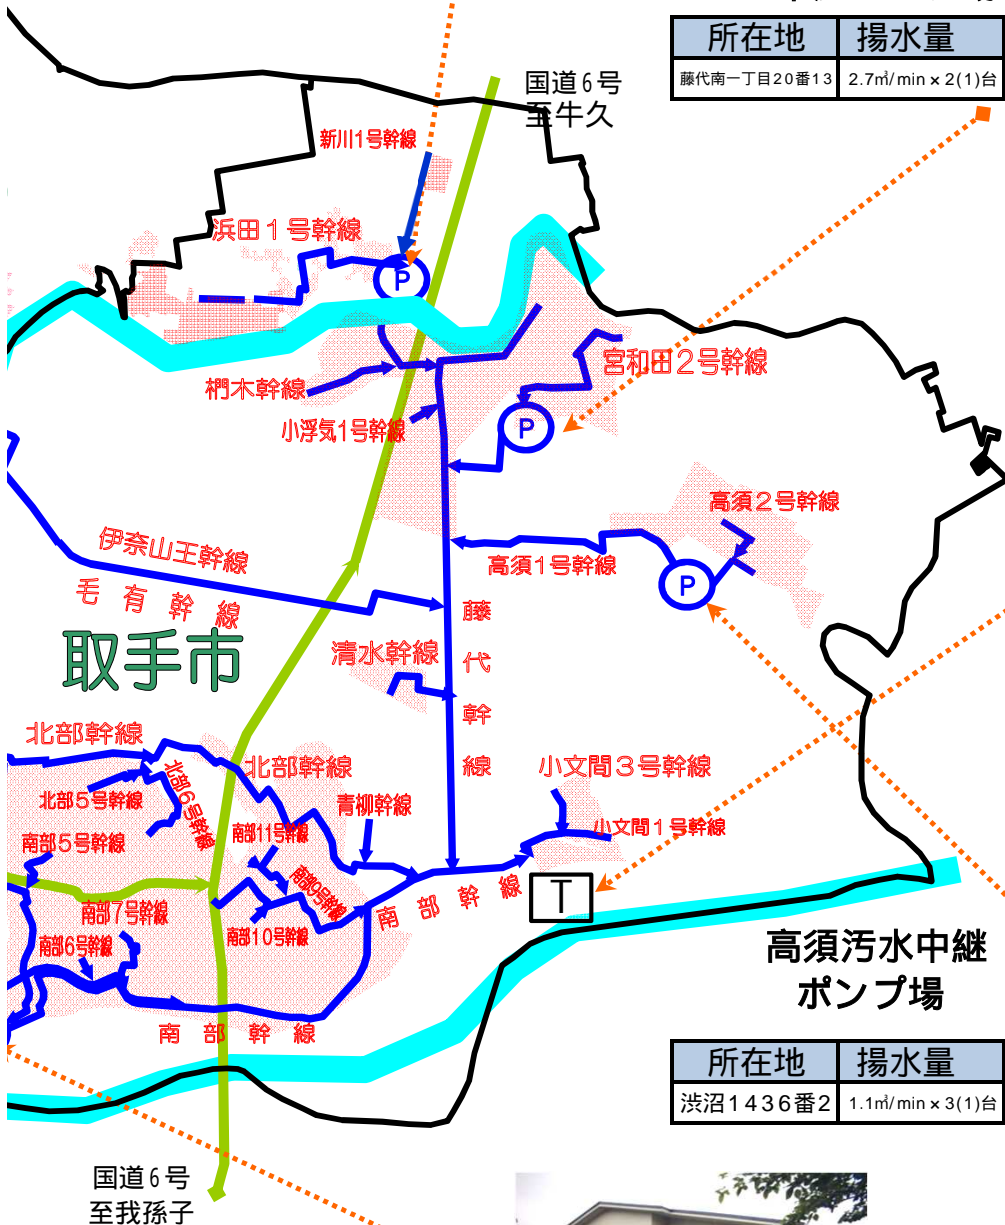 所在地 揚水量
藤代南一丁目20番13 2.7㎥/min×2(1)台
国道6号
至牛久
新川1号幹線
浜田1号幹線
P
宮和田2号幹線
椚木幹線
小浮気1号幹線
P
高須2号幹線
伊奈山王幹線
高須1号幹線
P
毛有幹線
藤代幹線
取手市
清水幹線
北部幹線
北部幹線
小文間3号幹線
北部5号幹線
北部6号幹線
青柳幹線
小文間1号幹線
南部5号幹線
南部11号幹線
南部9号幹線
T
南部幹線
南部7号幹線
南部10号幹線
南部6号幹線
高須汚水中継
ポンプ場
南部幹線
所在地 揚水量
渋沼1436番2 1.1㎥/min×3(1)台
国道6号
至我孫子